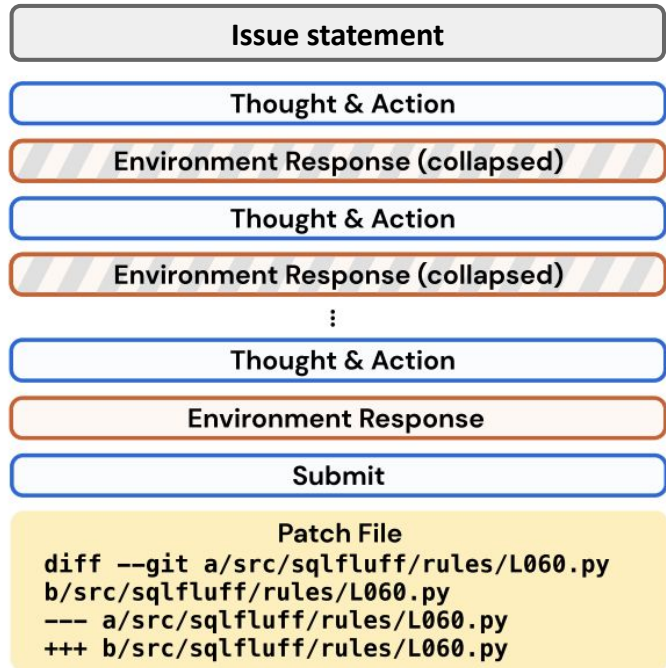 Issue statement
Thought & Action
Environment Response (collapsed)
Thought & Action
Environment Response (collapsed)
⋮
Thought & Action
Environment Response
Submit
Patch File
diff --git a/src/sqlfluff/rules/L060.py
b/src/sqlfluff/rules/L060.py
--- a/src/sqlfluff/rules/L060.py
+++ b/src/sqlfluff/rules/L060.py